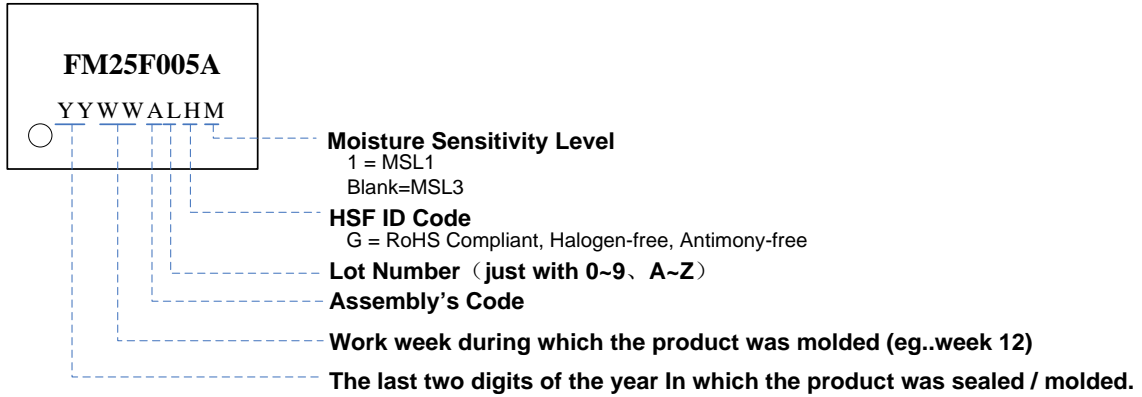 FM25F005A
YYWWALHM
Moisture Sensitivity Level
1 = MSL1
Blank=MSL3
HSF ID Code
G = RoHS Compliant, Halogen-free, Antimony-free
Lot Number（just with 0~9、A~Z）
Assembly’s Code
Work week during which the product was molded (eg..week 12)
The last two digits of the year In which the product was sealed / molded.